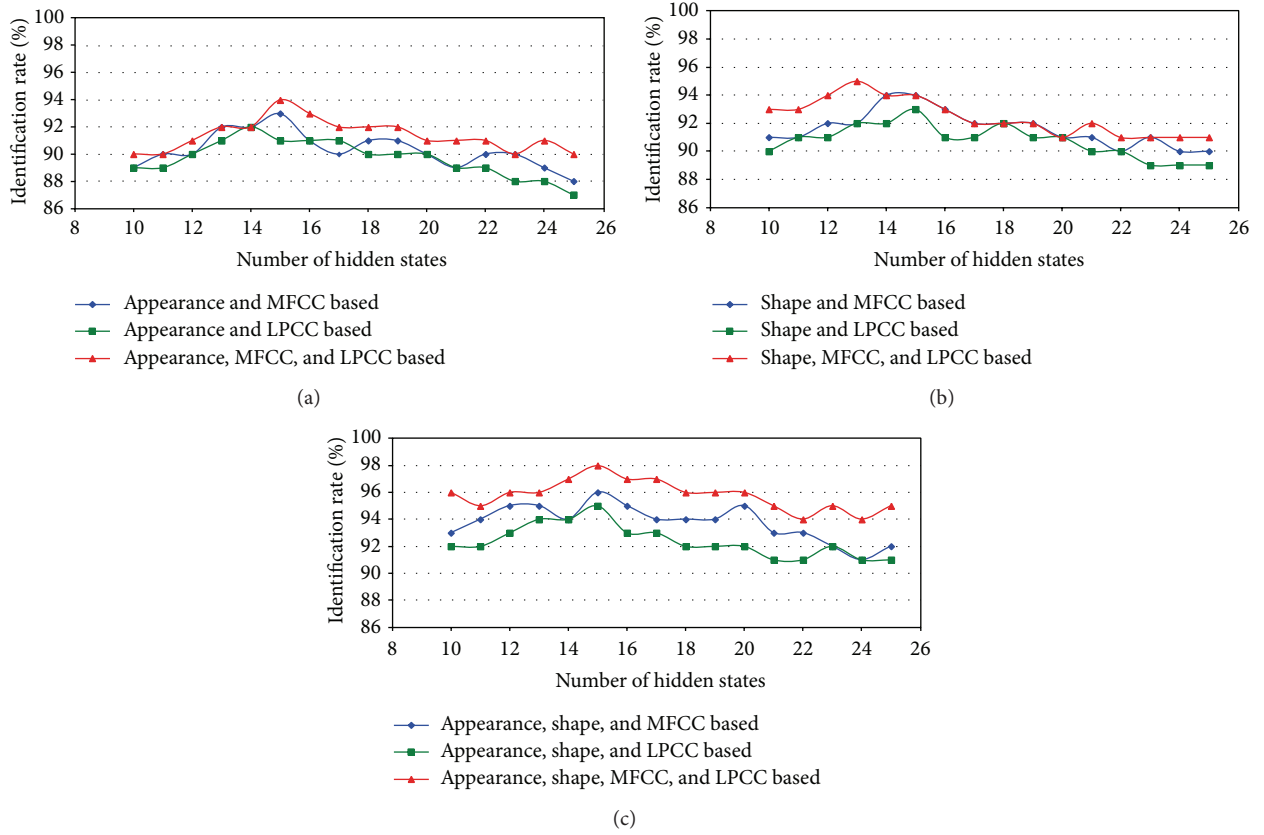 100
98
96
94
92
90
88
86
Identification rate (%)
8 10 12 14 16 18 20 22 24 26
Number of hidden states
Appearance and MFCC based
Appearance and LPCC based
Appearance, MFCC, and LPCC based
(a)
100
98
96
94
92
90
88
86
Identification rate (%)
8 10 12 14 16 18 20 22 24 26
Number of hidden states
Shape and MFCC based
Shape and LPCC based
Shape, MFCC, and LPCC based
(b)
100
98
96
94
92
90
88
86
Identification rate (%)
8 10 12 14 16 18 20 22 24 26
Number of hidden states
Appearance, shape, and MFCC based
Appearance, shape, and LPCC based
Appearance, shape, MFCC, and LPCC based
(c)